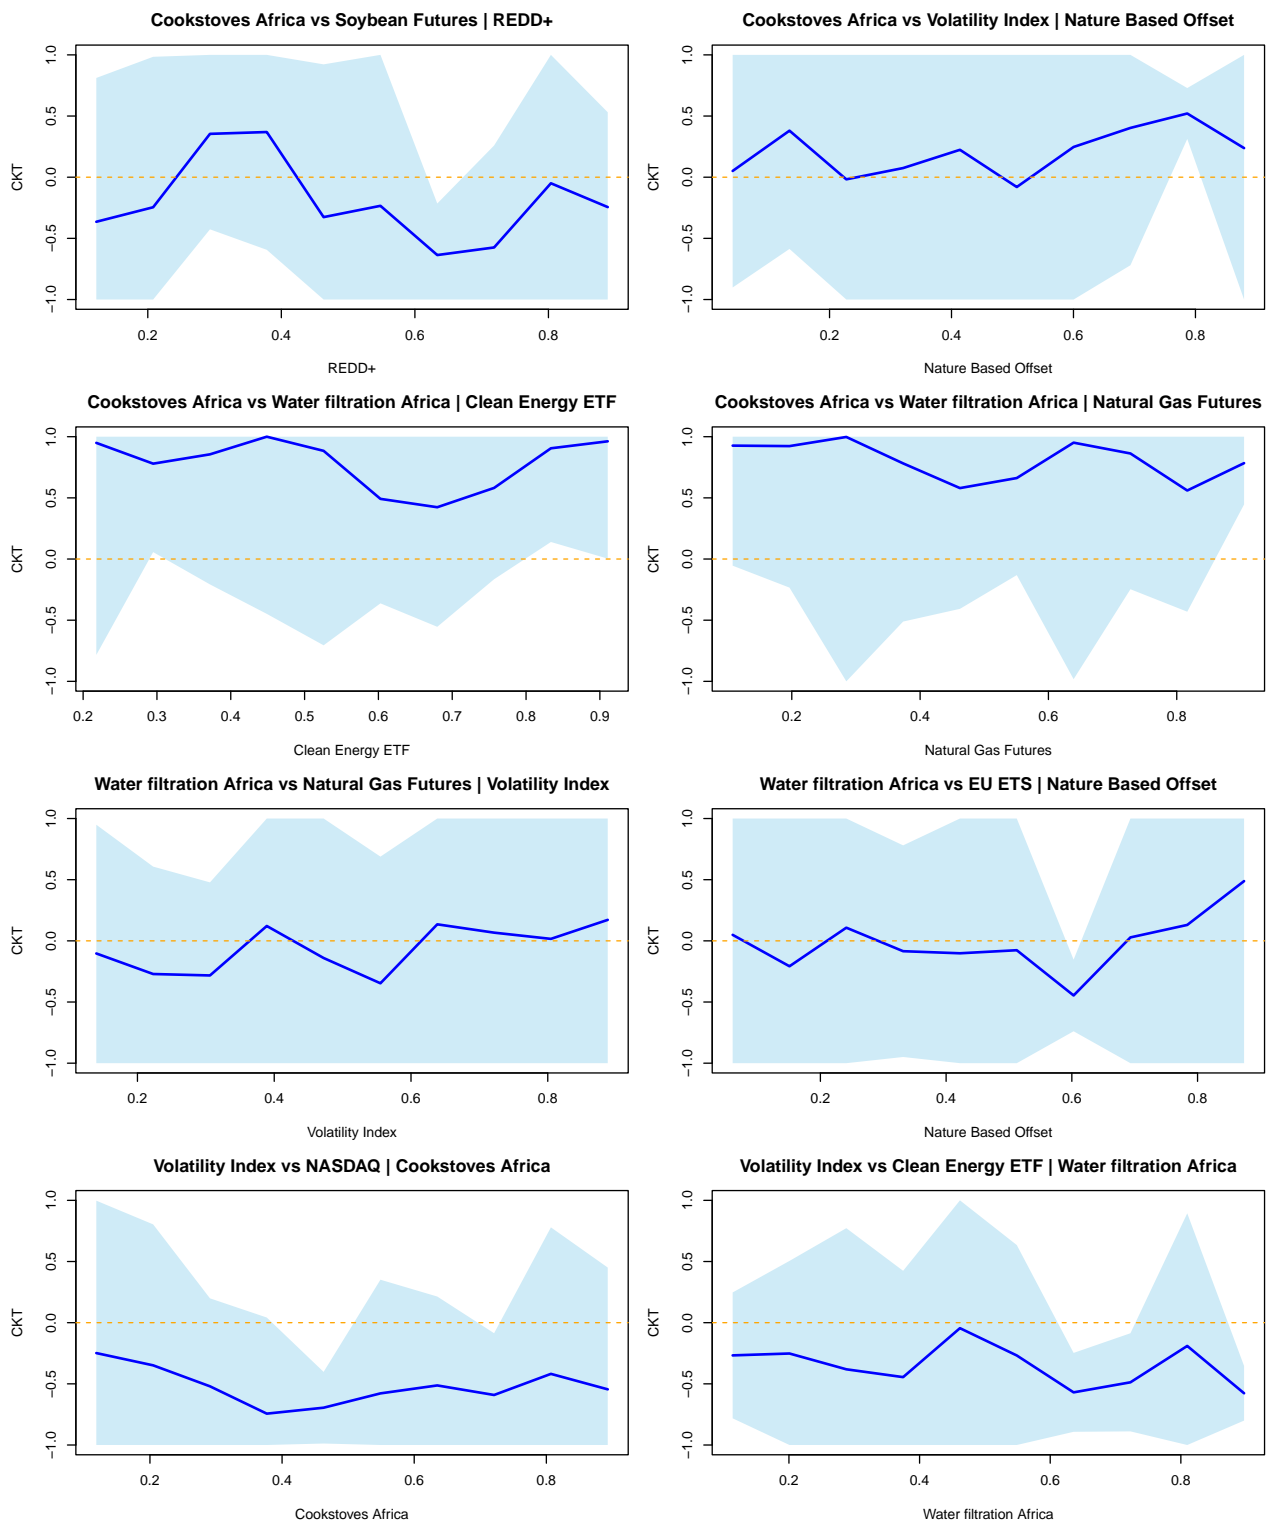 Cookstoves Africa vs Soybean Futures | REDD+
1.0
0.5
0.0
−0.5
−1.0
CKT
0.2 0.4 0.6 0.8
REDD+
Cookstoves Africa vs Volatility Index | Nature Based Offset
1.0
0.5
0.0
−0.5
−1.0
CKT
0.2 0.4 0.6 0.8
Nature Based Offset
Cookstoves Africa vs Water filtration Africa | Clean Energy ETF
1.0
0.5
0.0
−0.5
−1.0
CKT
0.2 0.3 0.4 0.5 0.6 0.7 0.8 0.9
Clean Energy ETF
Cookstoves Africa vs Water filtration Africa | Natural Gas Futures
1.0
0.5
0.0
−0.5
−1.0
CKT
0.2 0.4 0.6 0.8
Natural Gas Futures
Water filtration Africa vs Natural Gas Futures | Volatility Index
1.0
0.5
0.0
−0.5
−1.0
CKT
0.2 0.4 0.6 0.8
Volatility Index
Water filtration Africa vs EU ETS | Nature Based Offset
1.0
0.5
0.0
−0.5
−1.0
CKT
0.2 0.4 0.6 0.8
Nature Based Offset
Volatility Index vs NASDAQ | Cookstoves Africa
1.0
0.5
0.0
−0.5
−1.0
CKT
0.2 0.4 0.6 0.8
Cookstoves Africa
Volatility Index vs Clean Energy ETF | Water filtration Africa
1.0
0.5
0.0
−0.5
−1.0
CKT
0.2 0.4 0.6 0.8
Water filtration Africa